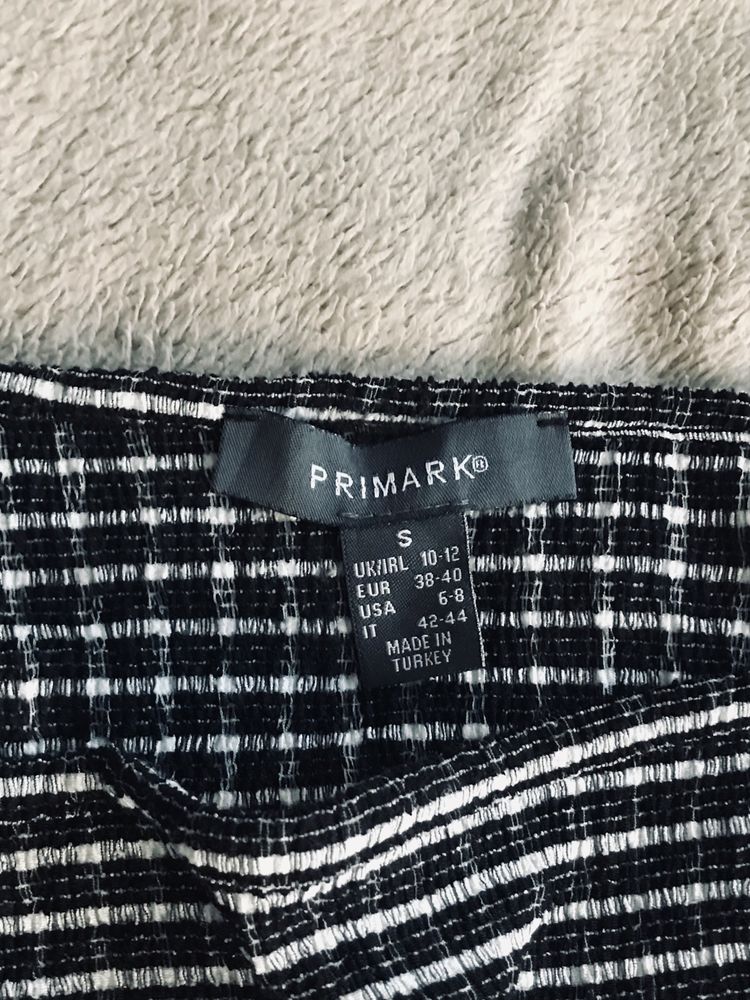 PRIMARK®
S
UK/IRL 10-12
EUR 38-40
USA 6-8
IT 42-44
MADE IN
TURKEY